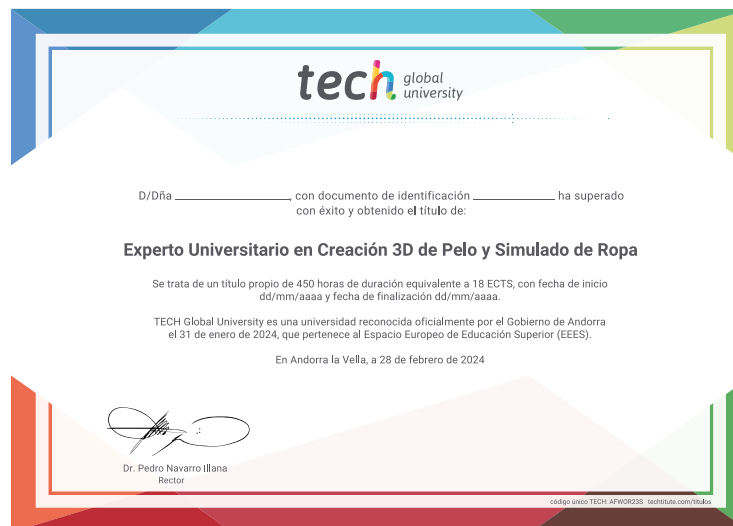 tech global university
D/Dña ____________________, con documento de identificación ______________ ha superado
con éxito y obtenido el título de:
Experto Universitario en Creación 3D de Pelo y Simulado de Ropa
Se trata de un título propio de 450 horas de duración equivalente a 18 ECTS, con fecha de inicio
dd/mm/aaaa y fecha de finalización dd/mm/aaaa.
TECH Global University es una universidad reconocida oficialmente por el Gobierno de Andorra
el 31 de enero de 2024, que pertenece al Espacio Europeo de Educación Superior (EEES).
En Andorra la Vella, a 28 de febrero de 2024
Dr. Pedro Navarro Illana
Rector
código único TECH: AFWOR23S techtitute.com/titulos